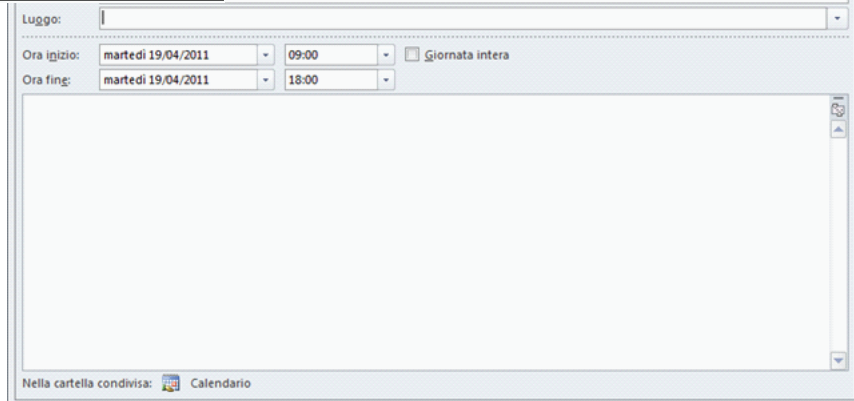 Luogo:
Ora inizio: martedì 19/04/2011 09:00 Giornata intera
Ora fine: martedì 19/04/2011 18:00
Nella cartella condivisa: Calendario